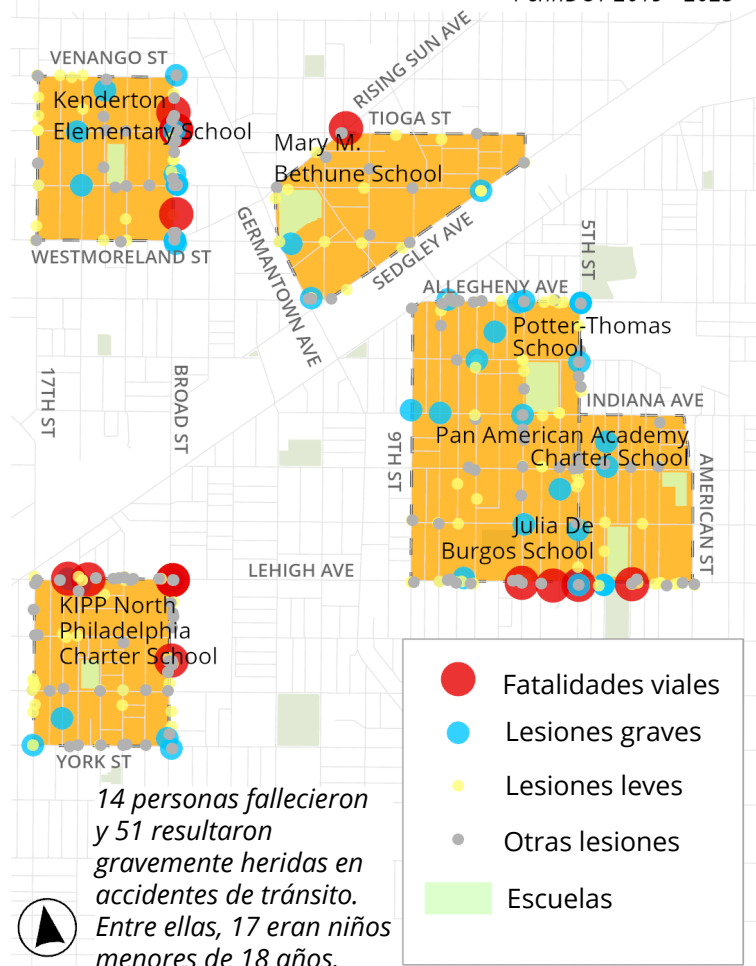 PennDOT 2019 - 2023
VENANGO ST
RISING SUN AVE
TIOGA ST
Kenderton
Elementary School
Mary M.
Bethune School
GERMANTOWN AVE
SEDGLEY AVE
5TH ST
WESTMORELAND ST
ALLEGHENY AVE
Potter-Thomas
School
17TH ST
BROAD ST
INDIANA AVE
9TH ST
Pan American Academy
Charter School
AMERICAN ST
Julia De
Burgos School
LEHIGH AVE
KIPP North
Philadelphia
Charter School
YORK ST
Fatalidades viales
Lesiones graves
Lesiones leves
Otras lesiones
Escuelas
14 personas fallecieron
y 51 resultaron
gravemente heridas en
accidentes de tránsito.
Entre ellas, 17 eran niños
menores de 18 años.